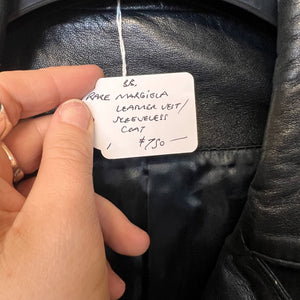 RARE MARGIELA
LEATHER VEST/
SLEEVELESS
COAT
$750 —